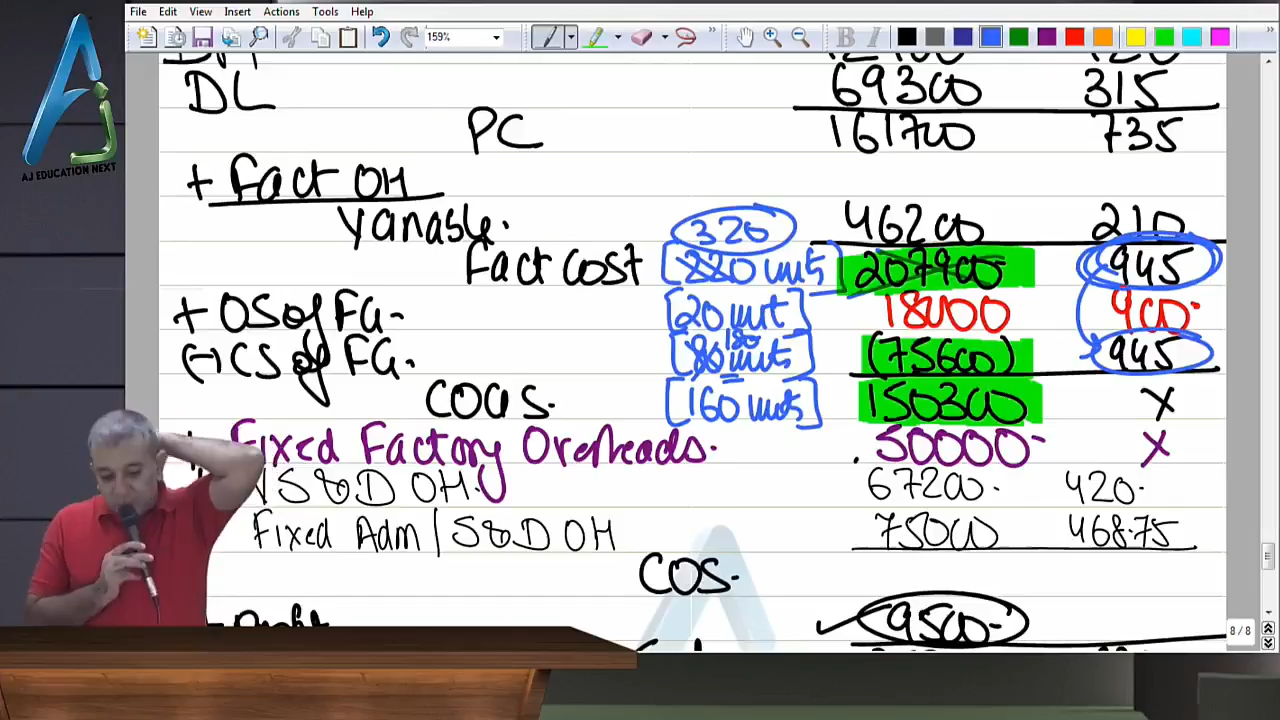 File Edit View Insert Actions Tools Help
159%
AJ EDUCATION NEXT
DL 69300 315
PC 161700 735
+ Fact OH
Variable. 46200 210
320
Fact Cost [220 units] 207900 945
+ OS of FG. [20 unit] 18000 900.
(-) CS of FG. [80 units] 180 (75600) 945
COGS. [160 units] 150300 X
+ Fixed Factory Overheads. 50000 X
V S&D OH. 67200. 420.
Fixed Adm / S&D OH 75000 468.75
COS.
9500
8 / 8